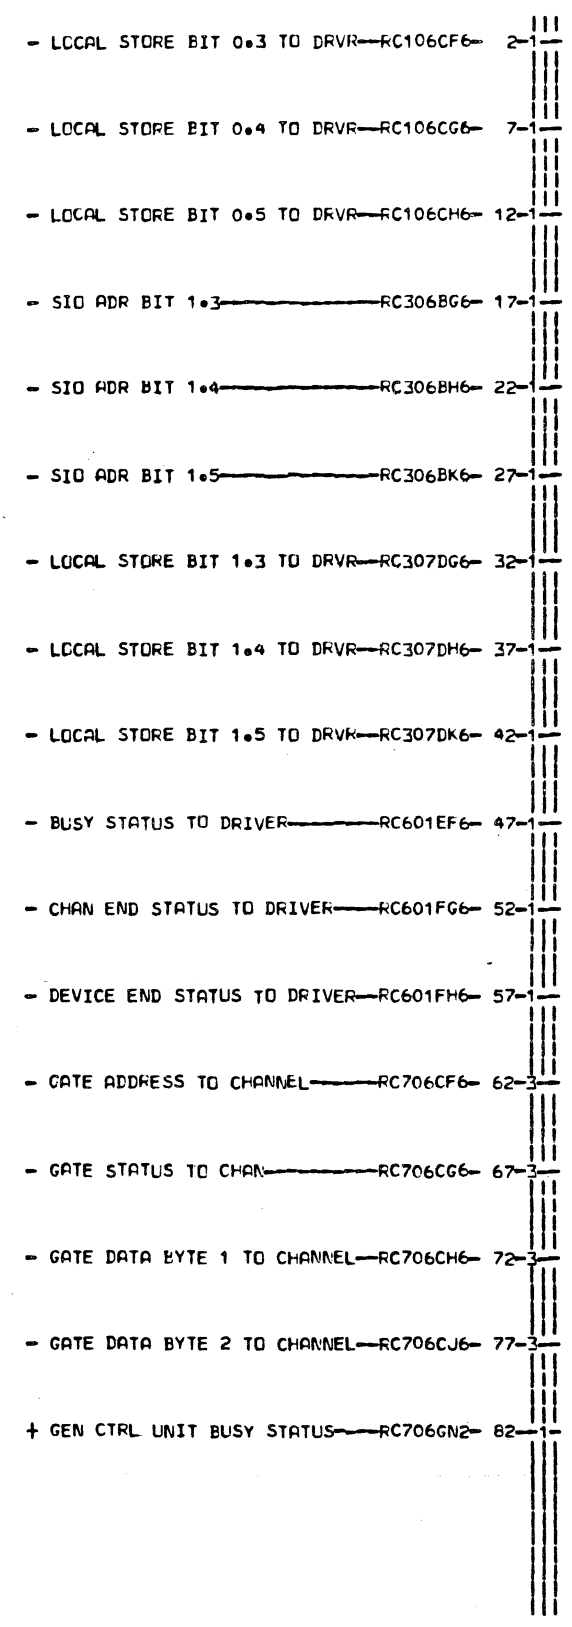 - LOCAL STORE BIT 0.3 TO DRVR—RC106CF6- 2-1
- LOCAL STORE BIT 0.4 TO DRVR—RC106CG6- 7-1
- LOCAL STORE BIT 0.5 TO DRVR—RC106CH6- 12-1
- SIO ADR BIT 1.3—RC306BG6- 17-1
- SIO ADR BIT 1.4—RC306BH6- 22-1
- SIO ADR BIT 1.5—RC306BK6- 27-1
- LOCAL STORE BIT 1.3 TO DRVR—RC307DG6- 32-1
- LOCAL STORE BIT 1.4 TO DRVR—RC307DH6- 37-1
- LOCAL STORE BIT 1.5 TO DRVR—RC307DK6- 42-1
- BUSY STATUS TO DRIVER—RC601EF6- 47-1
- CHAN END STATUS TO DRIVER—RC601FG6- 52-1
- DEVICE END STATUS TO DRIVER—RC601FH6- 57-1
- GATE ADDRESS TO CHANNEL—RC706CF6- 62-3
- GATE STATUS TO CHAN—RC706CG6- 67-3
- GATE DATA BYTE 1 TO CHANNEL—RC706CH6- 72-3
- GATE DATA BYTE 2 TO CHANNEL—RC706CJ6- 77-3
+ GEN CTRL UNIT BUSY STATUS—RC706GN2- 82-1-